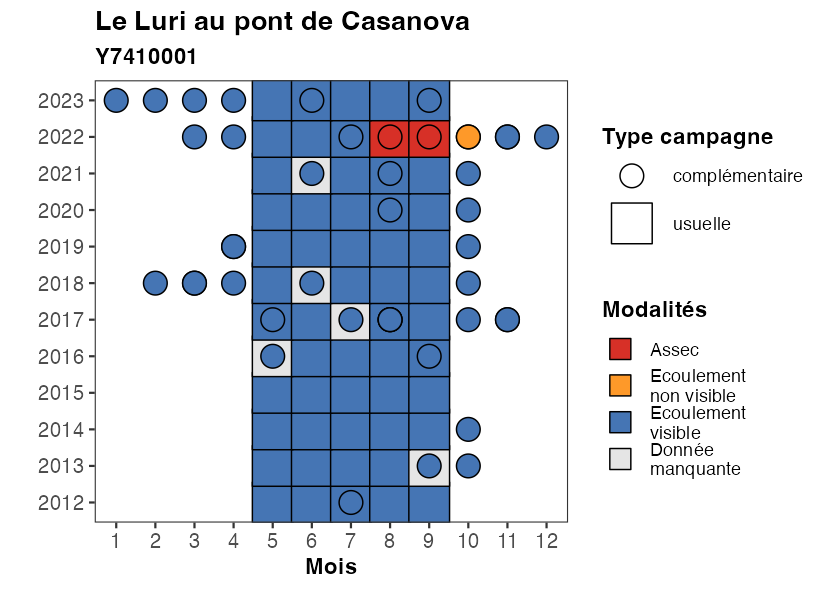 Le Luri au pont de Casanova
Y7410001
2023
2022
2021
2020
2019
2018
2017
2016
2015
2014
2013
2012
1 2 3 4 5 6 7 8 9 10 11 12
Mois
Type campagne
complémentaire
usuelle
Modalités
Assec
Ecoulement
non visible
Ecoulement
visible
Donnée
manquante